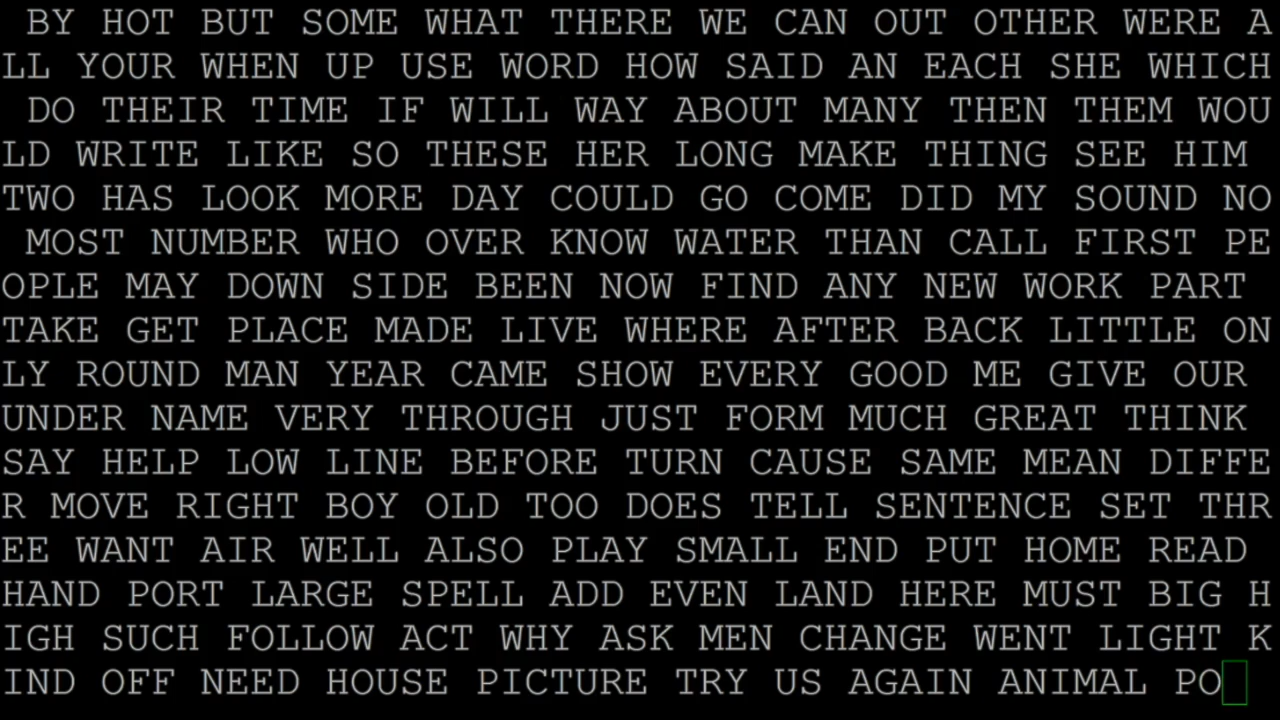 BY HOT BUT SOME WHAT THERE WE CAN OUT OTHER WERE A
LL YOUR WHEN UP USE WORD HOW SAID AN EACH SHE WHICH
DO THEIR TIME IF WILL WAY ABOUT MANY THEN THEM WOU
LD WRITE LIKE SO THESE HER LONG MAKE THING SEE HIM
TWO HAS LOOK MORE DAY COULD GO COME DID MY SOUND NO
MOST NUMBER WHO OVER KNOW WATER THAN CALL FIRST PE
OPLE MAY DOWN SIDE BEEN NOW FIND ANY NEW WORK PART
TAKE GET PLACE MADE LIVE WHERE AFTER BACK LITTLE ON
LY ROUND MAN YEAR CAME SHOW EVERY GOOD ME GIVE OUR
UNDER NAME VERY THROUGH JUST FORM MUCH GREAT THINK
SAY HELP LOW LINE BEFORE TURN CAUSE SAME MEAN DIFFE
R MOVE RIGHT BOY OLD TOO DOES TELL SENTENCE SET THR
EE WANT AIR WELL ALSO PLAY SMALL END PUT HOME READ
HAND PORT LARGE SPELL ADD EVEN LAND HERE MUST BIG H
IGH SUCH FOLLOW ACT WHY ASK MEN CHANGE WENT LIGHT K
IND OFF NEED HOUSE PICTURE TRY US AGAIN ANIMAL PO